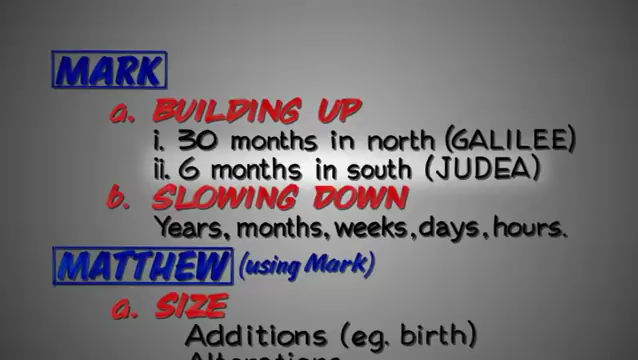 MARK
a. BUILDING UP
i. 30 months in north (GALILEE)
ii. 6 months in south (JUDEA)
b. SLOWING DOWN
Years, months, weeks, days, hours.
MATTHEW (using Mark)
a. SIZE
Additions (eg. birth)
Alterations